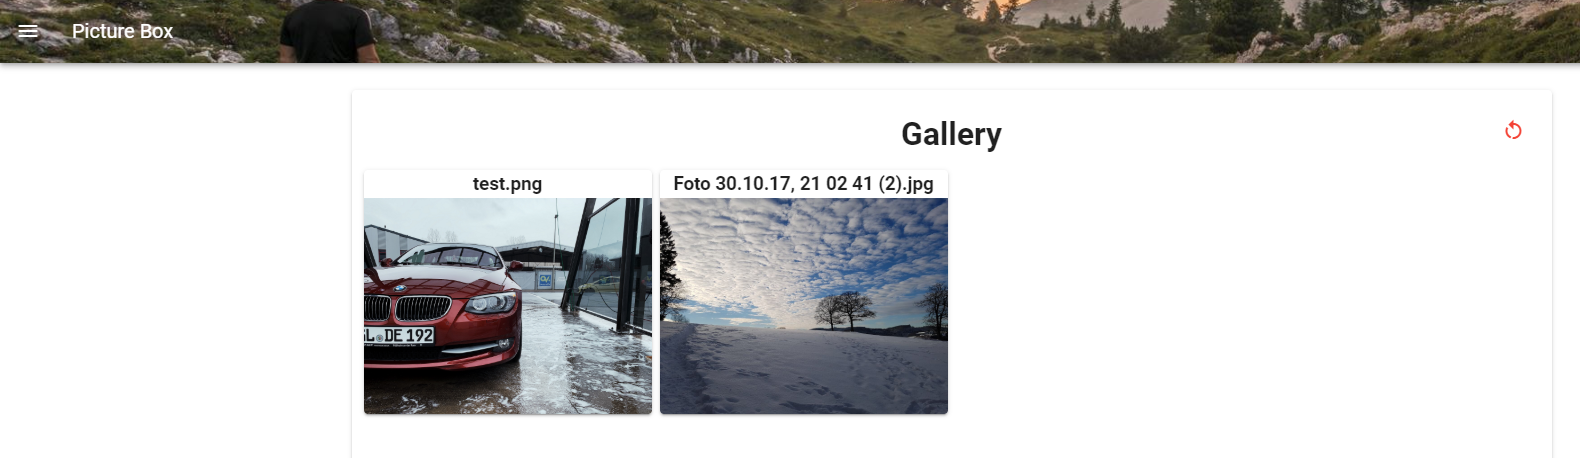 Picture Box
Gallery
test.png
Foto 30.10.17, 21 02 41 (2).jpg
DE 192